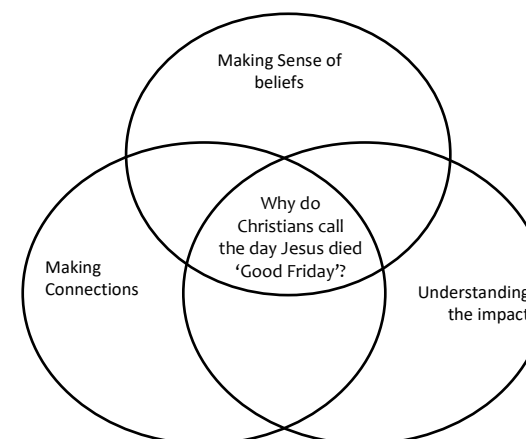 Making Sense of
beliefs
Why do
Christians call
the day Jesus died
‘Good Friday’?
Making
Connections
Understanding
the impact